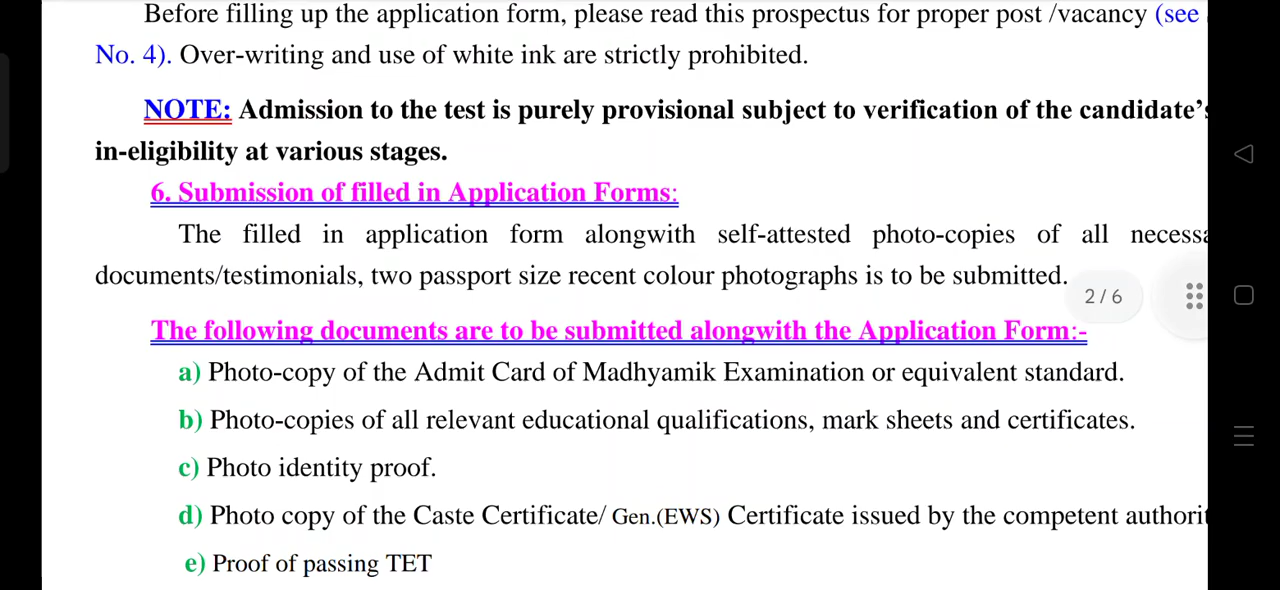 Before filling up the application form, please read this prospectus for proper post /vacancy (see
No. 4). Over-writing and use of white ink are strictly prohibited.
NOTE: Admission to the test is purely provisional subject to verification of the candidate's
in-eligibility at various stages.
6. Submission of filled in Application Forms:
The filled in application form alongwith self-attested photo-copies of all necessa
documents/testimonials, two passport size recent colour photographs is to be submitted.
2 / 6
The following documents are to be submitted alongwith the Application Form:-
a) Photo-copy of the Admit Card of Madhyamik Examination or equivalent standard.
b) Photo-copies of all relevant educational qualifications, mark sheets and certificates.
c) Photo identity proof.
d) Photo copy of the Caste Certificate/ Gen.(EWS) Certificate issued by the competent authorit
e) Proof of passing TET